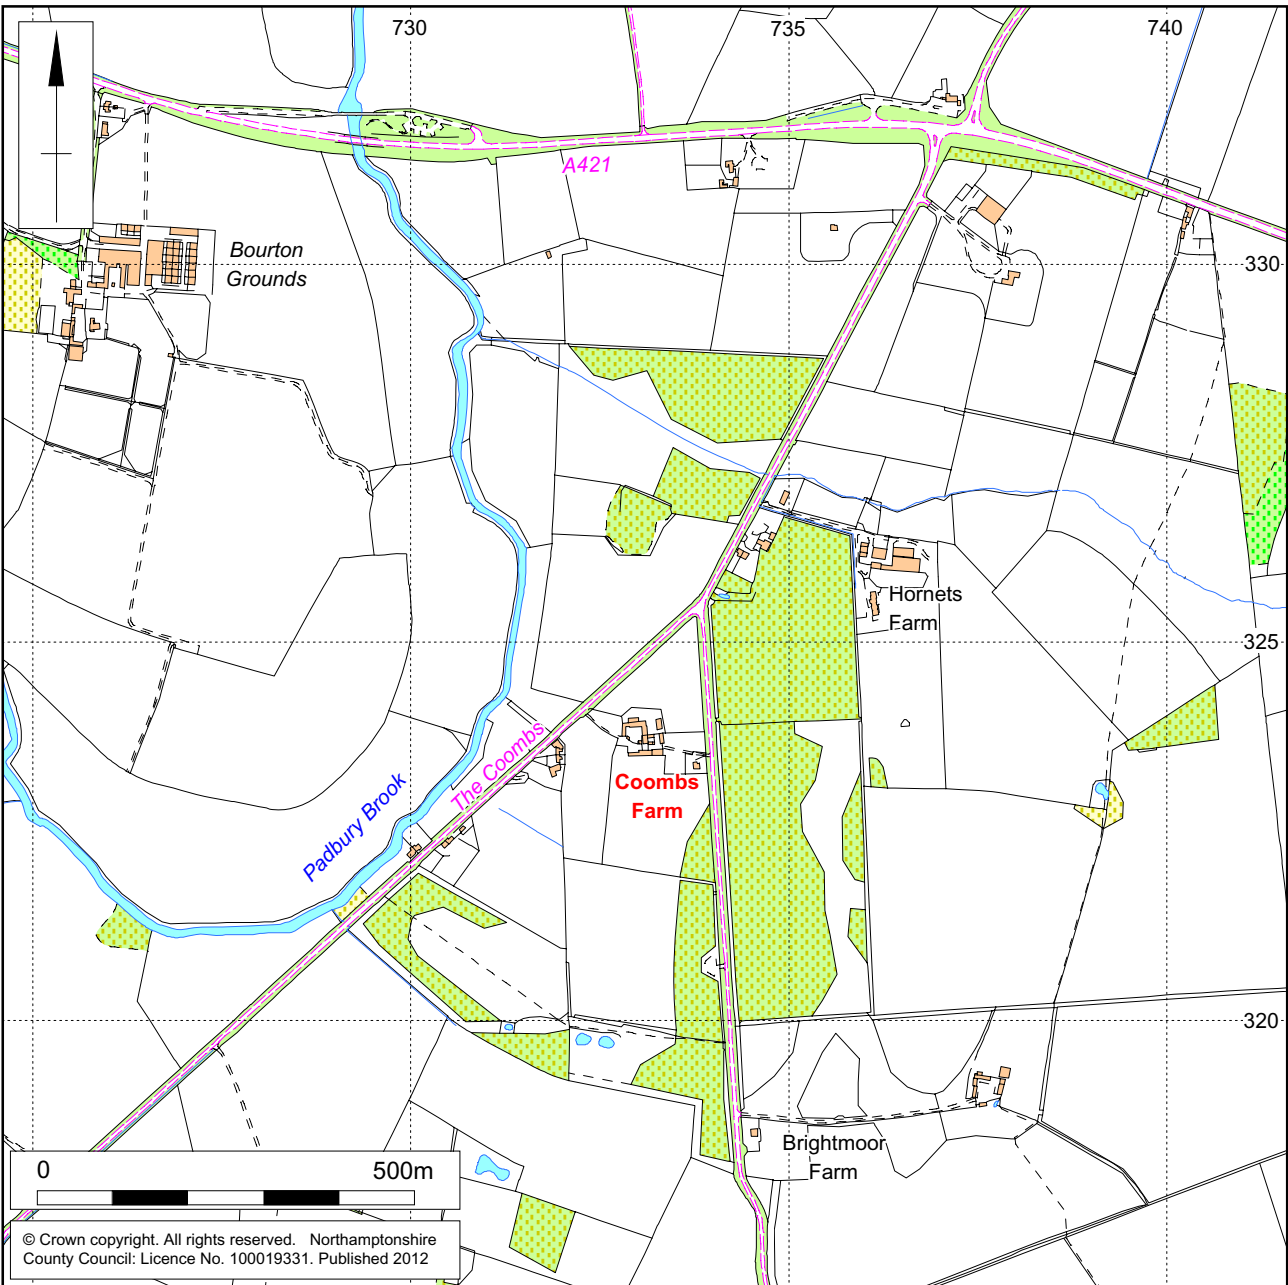 730
735
740
A421
Bourton
Grounds
330
Hornets
Farm
325
The Coombs
Coombs
Farm
Padbury Brook
320
Brightmoor
Farm
0
500m
© Crown copyright. All rights reserved. Northamptonshire
County Council: Licence No. 100019331. Published 2012